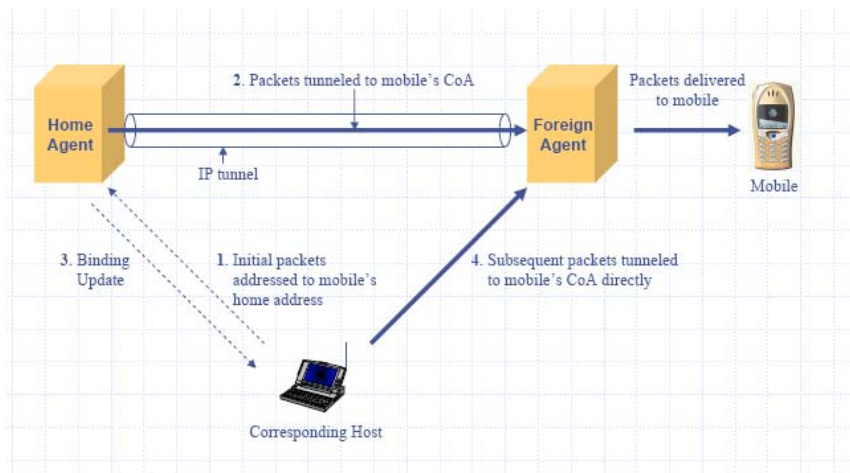 2. Packets tunneled to mobile's CoA
Packets delivered
to mobile
Home
Agent
Foreign
Agent
IP tunnel
Mobile
3. Binding
Update
1. Initial packets
addressed to mobile's
home address
4. Subsequent packets tunneled
to mobile's CoA directly
Corresponding Host